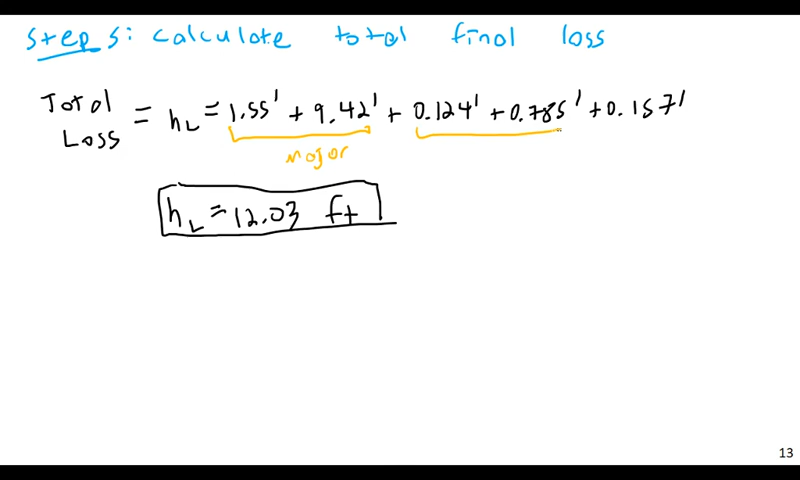 Step 5: calculate total final loss
Total Loss = hL = 1.55' + 9.42' + 0.124' + 0.785' + 0.157'
Major
hL = 12.03 ft
13